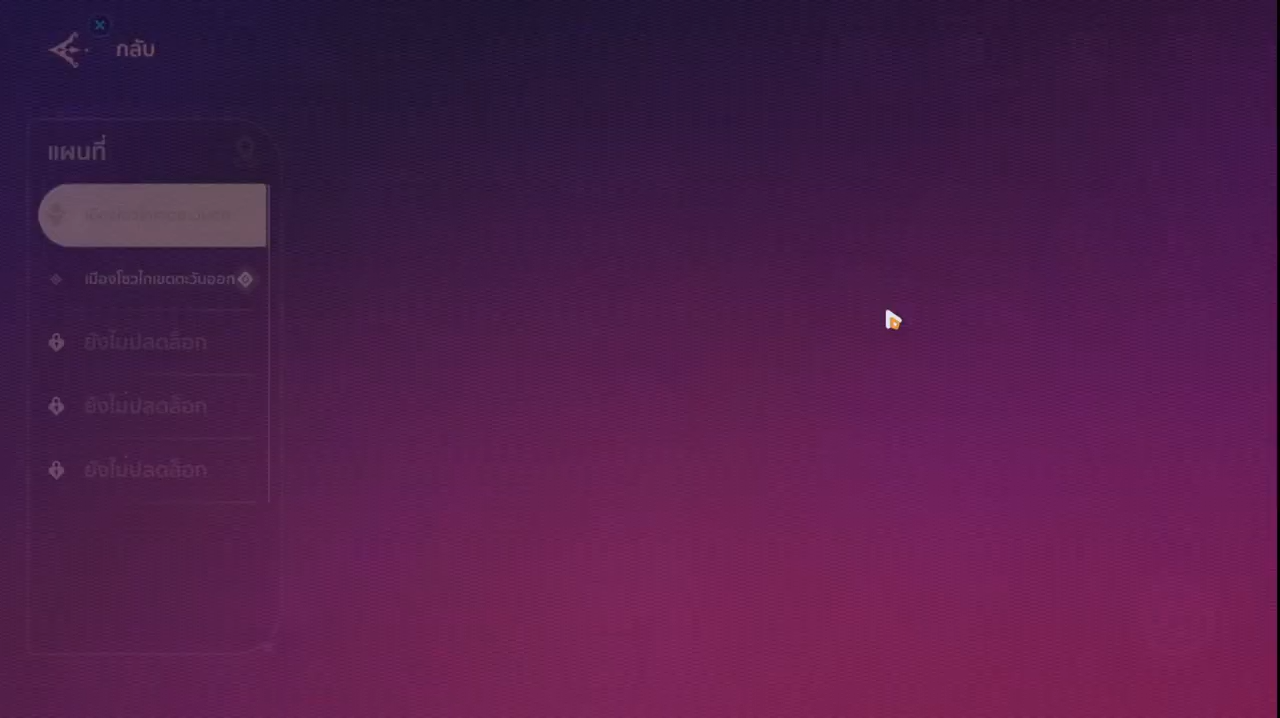 กลับ
แผนที่
เมืองโซวไกเขตตะวันออก
ยังไม่ปลดล็อก
ยังไม่ปลดล็อก
ยังไม่ปลดล็อก